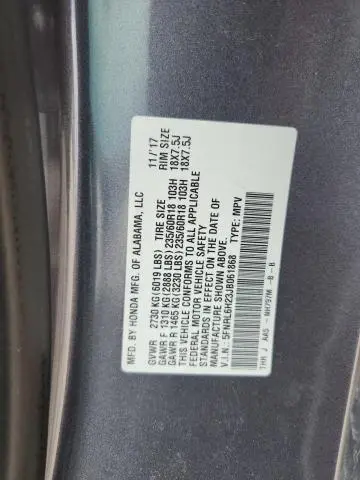 MFD. BY HONDA MFG. OF ALABAMA, LLC 11/'17
TIRE SIZE RIM SIZE
GVWR 2730 KG(6019 LBS)
GAWR F 1310 KG(2888 LBS) 235/60R18 103H 18X7.5J
GAWR R 1465 KG(3230 LBS) 235/60R18 103H 18X7.5J
THIS VEHICLE CONFORMS TO ALL APPLICABLE
FEDERAL MOTOR VEHICLE SAFETY
STANDARDS IN EFFECT ON THE DATE OF
MANUFACTURE SHOWN ABOVE.
V.I.N.: 5FNRL6H23JB061868 TYPE: MPV
THR J AA5 - NH797M -B-B